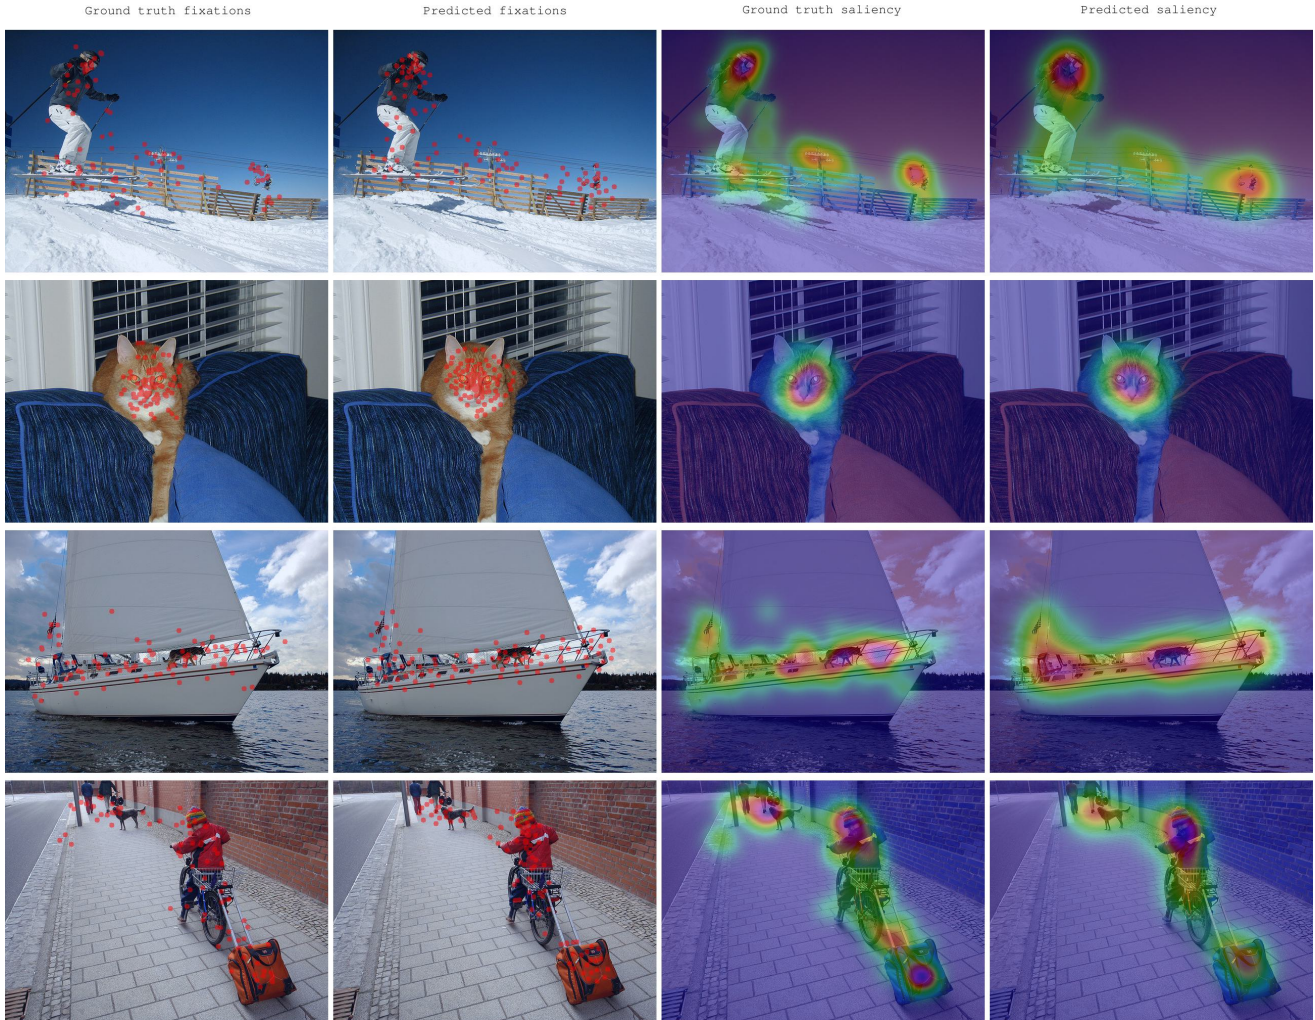 Ground truth fixations
Predicted fixations
Ground truth saliency
Predicted saliency